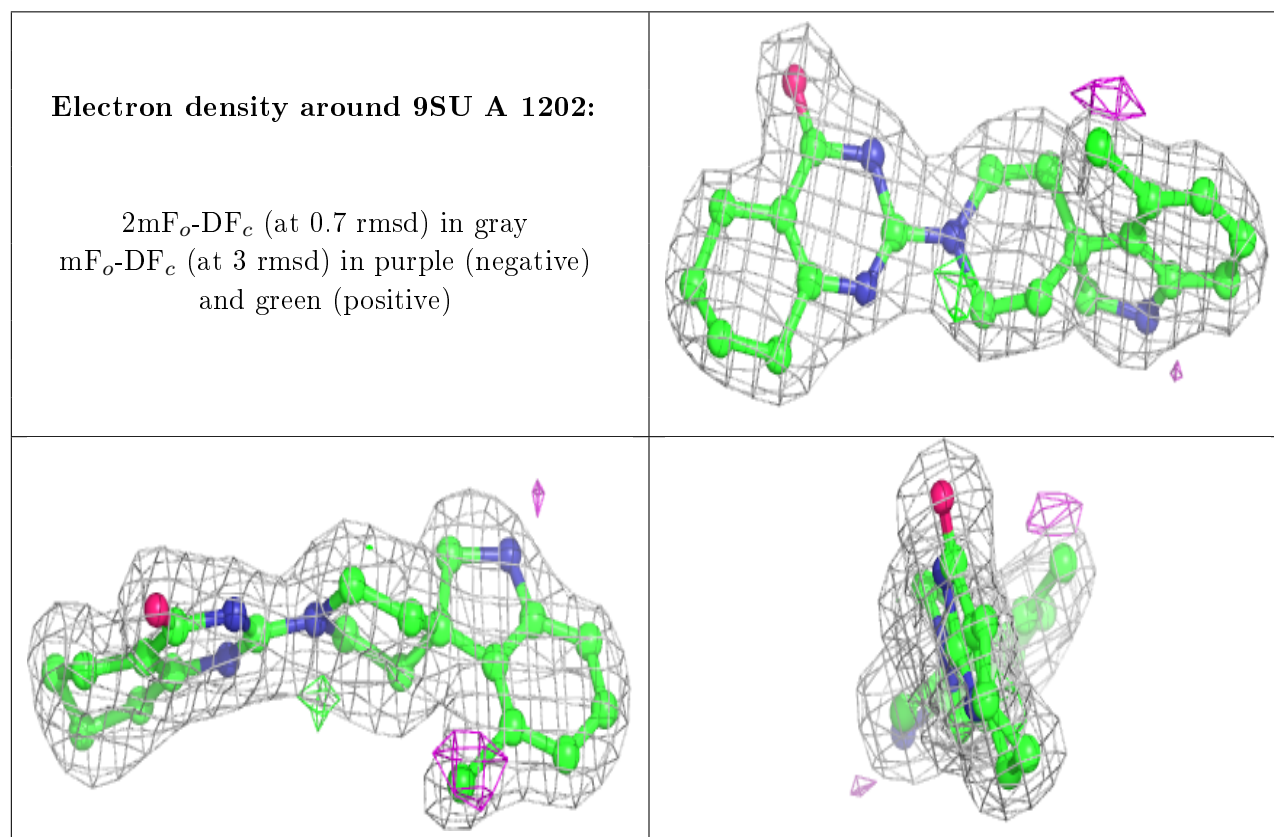 Electron density around 9SU A 1202:
2mFo-DFc (at 0.7 rmsd) in gray
mFo-DFc (at 3 rmsd) in purple (negative)
and green (positive)